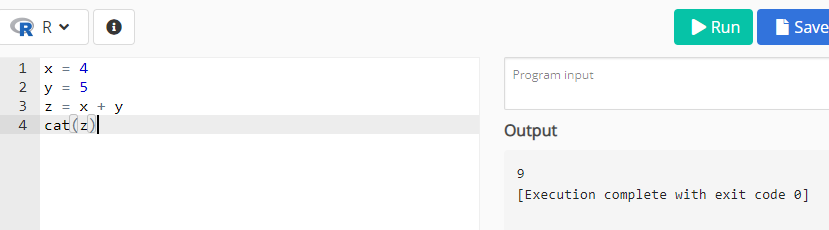 R R
i
Run
Save
1 x = 4
2 y = 5
3 z = x + y
4 cat(z)
Program input
Output
9
[Execution complete with exit code 0]